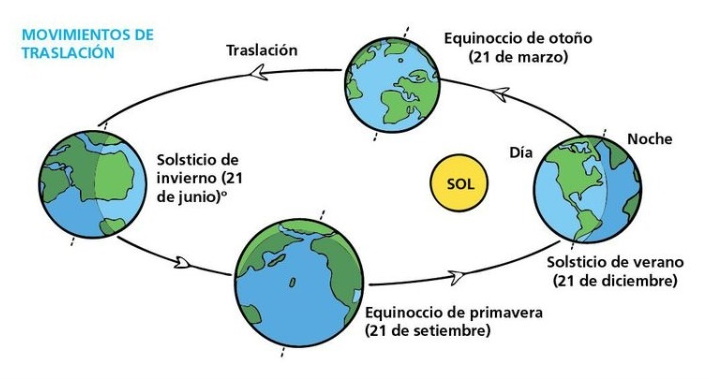 MOVIMIENTOS DE
TRASLACIÓN
Traslación
Equinoccio de otoño
(21 de marzo)
Día
Noche
Solsticio de
invierno (21
de junio)º
SOL
Solsticio de verano
(21 de diciembre)
Equinoccio de primavera
(21 de setiembre)